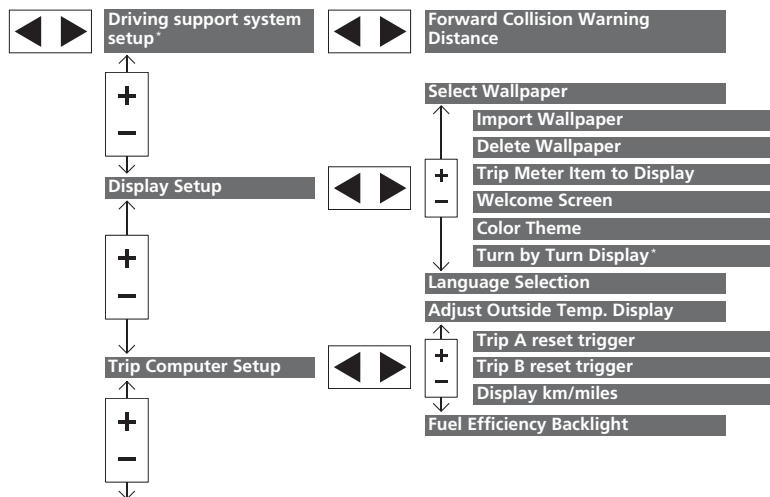 Driving support system
setup*
Forward Collision Warning
Distance
+
−
Select Wallpaper
Import Wallpaper
Delete Wallpaper
Trip Meter Item to Display
Welcome Screen
Color Theme
Turn by Turn Display*
Language Selection
+
−
Display Setup
+
−
Adjust Outside Temp. Display
Trip A reset trigger
Trip B reset trigger
Display km/miles
Fuel Efficiency Backlight
+
−
Trip Computer Setup
+
−